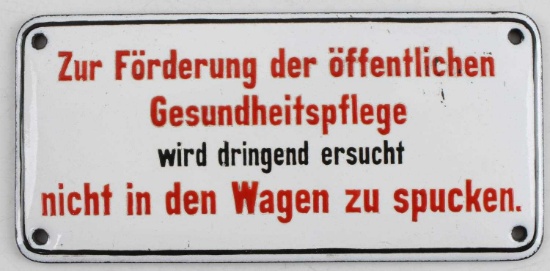 Zur Förderung der öffentlichen
Gesundheitspflege
wird dringend ersucht
nicht in den Wagen zu spucken.